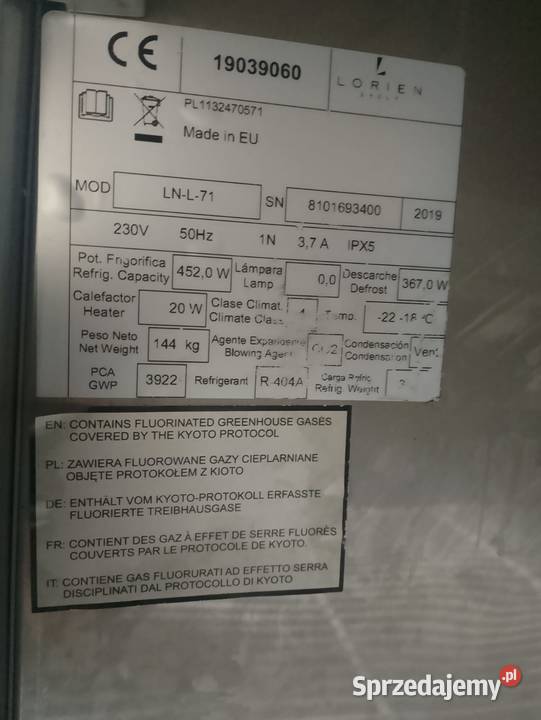 CE
19039060
LORIEN
PL1132470571
Made in EU
MOD LN-L-71 SN 8101693400 2019
230V 50Hz 1N 3,7 A IPX5
Pot. Frigorifica
Refrig. Capacity 452,0 W Lámpara
Lamp 0,0 Descarche
Defrost 367,0 W
Calefactor
Heater 20 W Clase Climat.
Climate Class 4 Temp. -22 -18 ºC
Peso Neto
Net Weight 144 kg Agente Expandente
Blowing Agent Condensación
Condensation Vent
PCA
GWP 3922 Refrigerant R-404A Carga Refric
Refrig. Weight
EN: CONTAINS FLUORINATED GREENHOUSE GASES
COVERED BY THE KYOTO PROTOCOL
PL: ZAWIERA FLUOROWANE GAZY CIEPLARNIANE
OBJĘTE PROTOKOŁEM Z KIOTO
DE: ENTHÄLT VOM KYOTO-PROTOKOLL ERFASSTE
FLUORIERTE TREIBHAUSGASE
FR: CONTIENT DES GAZ À EFFET DE SERRE FLUORÉS
COUVERTS PAR LE PROTOCOLE DE KYOTO.
IT: CONTIENE GAS FLUORURATI AD EFFETTO SERRA
DISCIPLINATI DAL PROTOCOLLO DI KYOTO
Sprzedajemy.pl